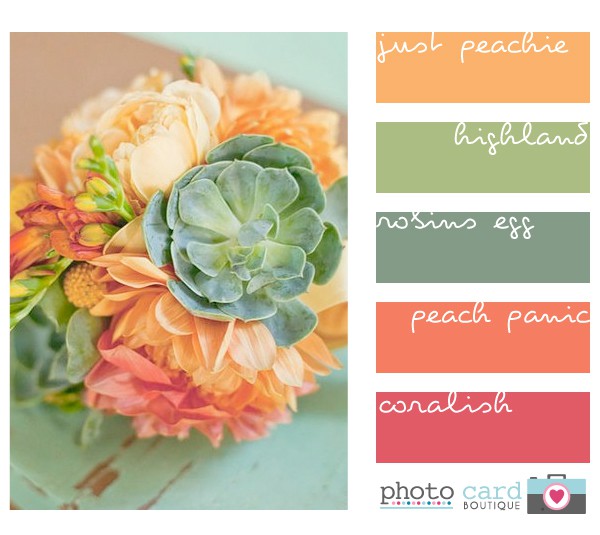 just peachie
highland
robins egg
peach panic
coralish
photo card
BOUTIQUE